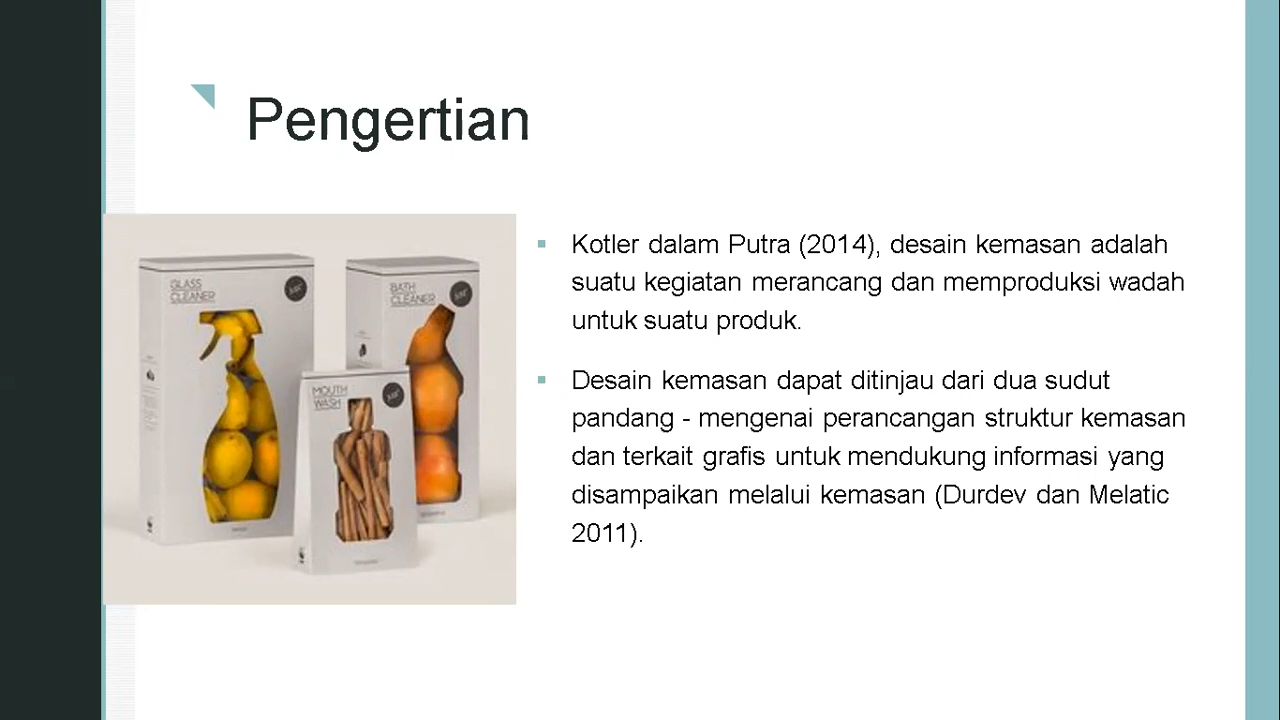 Pengertian
GLASS
CLEANER
BATH
CLEANER
MOUTH
WASH
Kotler dalam Putra (2014), desain kemasan adalah
suatu kegiatan merancang dan memproduksi wadah
untuk suatu produk.
Desain kemasan dapat ditinjau dari dua sudut
pandang - mengenai perancangan struktur kemasan
dan terkait grafis untuk mendukung informasi yang
disampaikan melalui kemasan (Durdev dan Melatic
2011).